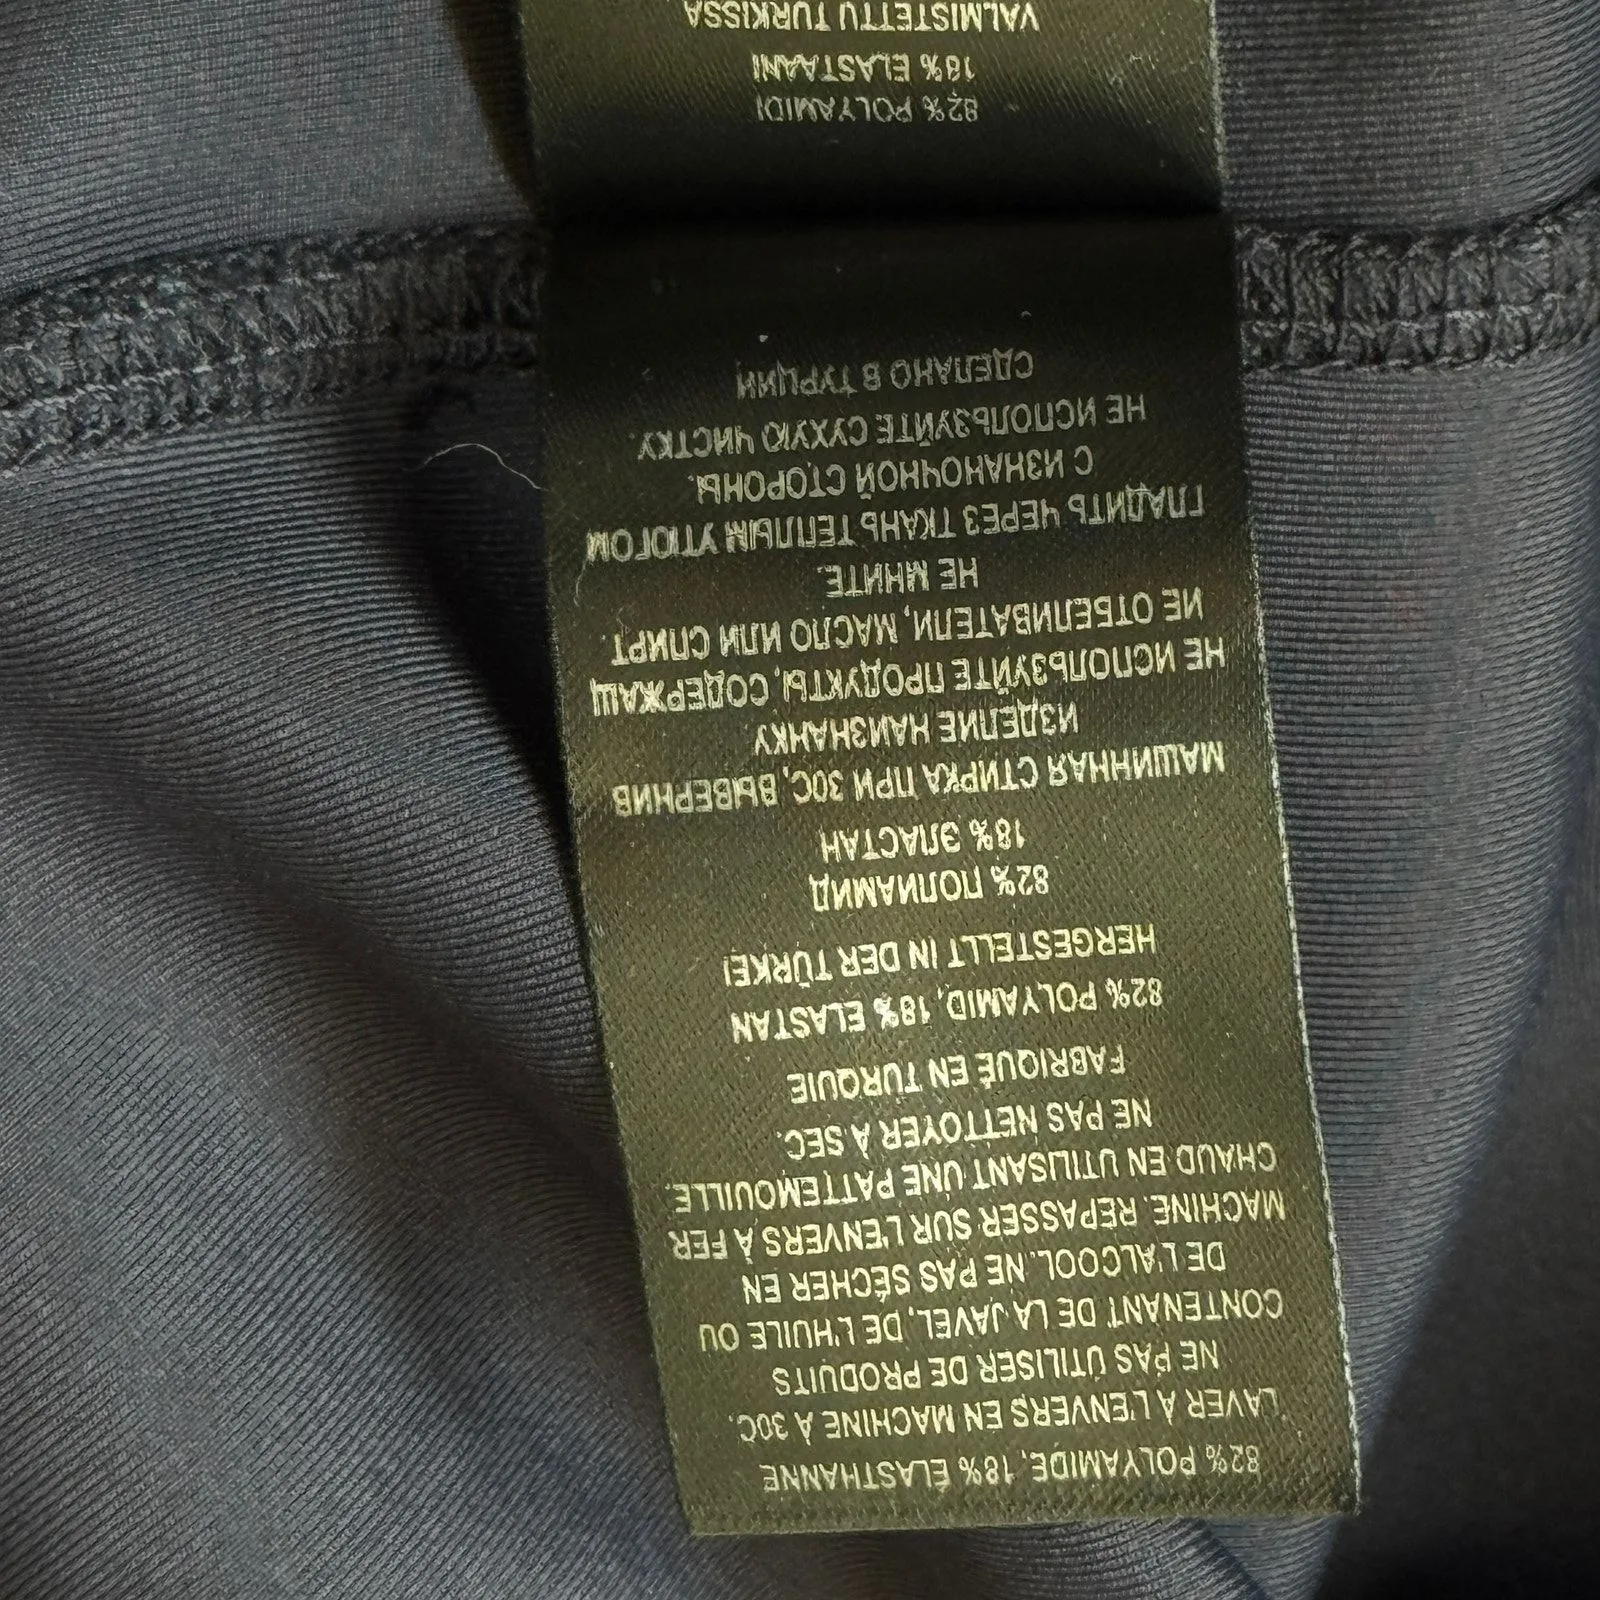 82% POLYAMIDE, 18% ÉLASTHANNE
LAVER À L'ENVERS EN MACHINE À 30C.
NE PAS UTILISER DE PRODUITS
CONTENANT DE LA JAVEL, DE L'HUILE OU
DE L'ALCOOL. NE PAS SÉCHER EN
MACHINE. REPASSER SUR L'ENVERS À FER
CHAUD EN UTILISANT UNE PATTEMOUILLE.
NE PAS NETTOYER À SEC.
FABRIQUÉ EN TURQUIE
82% POLYAMID, 18% ELASTAN
HERGESTELLT IN DER TÜRKEI
82% ПОЛИАМИД
18% ЭЛАСТАН
МАШИННАЯ СТИРКА ПРИ 30С, ВЫВЕРНИВ
ИЗДЕЛИЕ НАИЗНАНКУ
НЕ ИСПОЛЬЗУЙТЕ ПРОДУКТЫ, СОДЕРЖАЩ
ИЕ ОТБЕЛИВАТЕЛИ, МАСЛО ИЛИ СПИРТ.
НЕ МНИТЕ.
ГЛАДИТЬ ЧЕРЕЗ ТКАНЬ ТЕПЛЫМ УТЮГОМ
С ИЗНАНОЧНОЙ СТОРОНЫ.
НЕ ИСПОЛЬЗУЙТЕ СУХУЮ ЧИСТКУ.
СДЕЛАНО В ТУРЦИИ
82% POLYAMIDI
18% ELASTAANI
VALMISTETTU TURKISSA